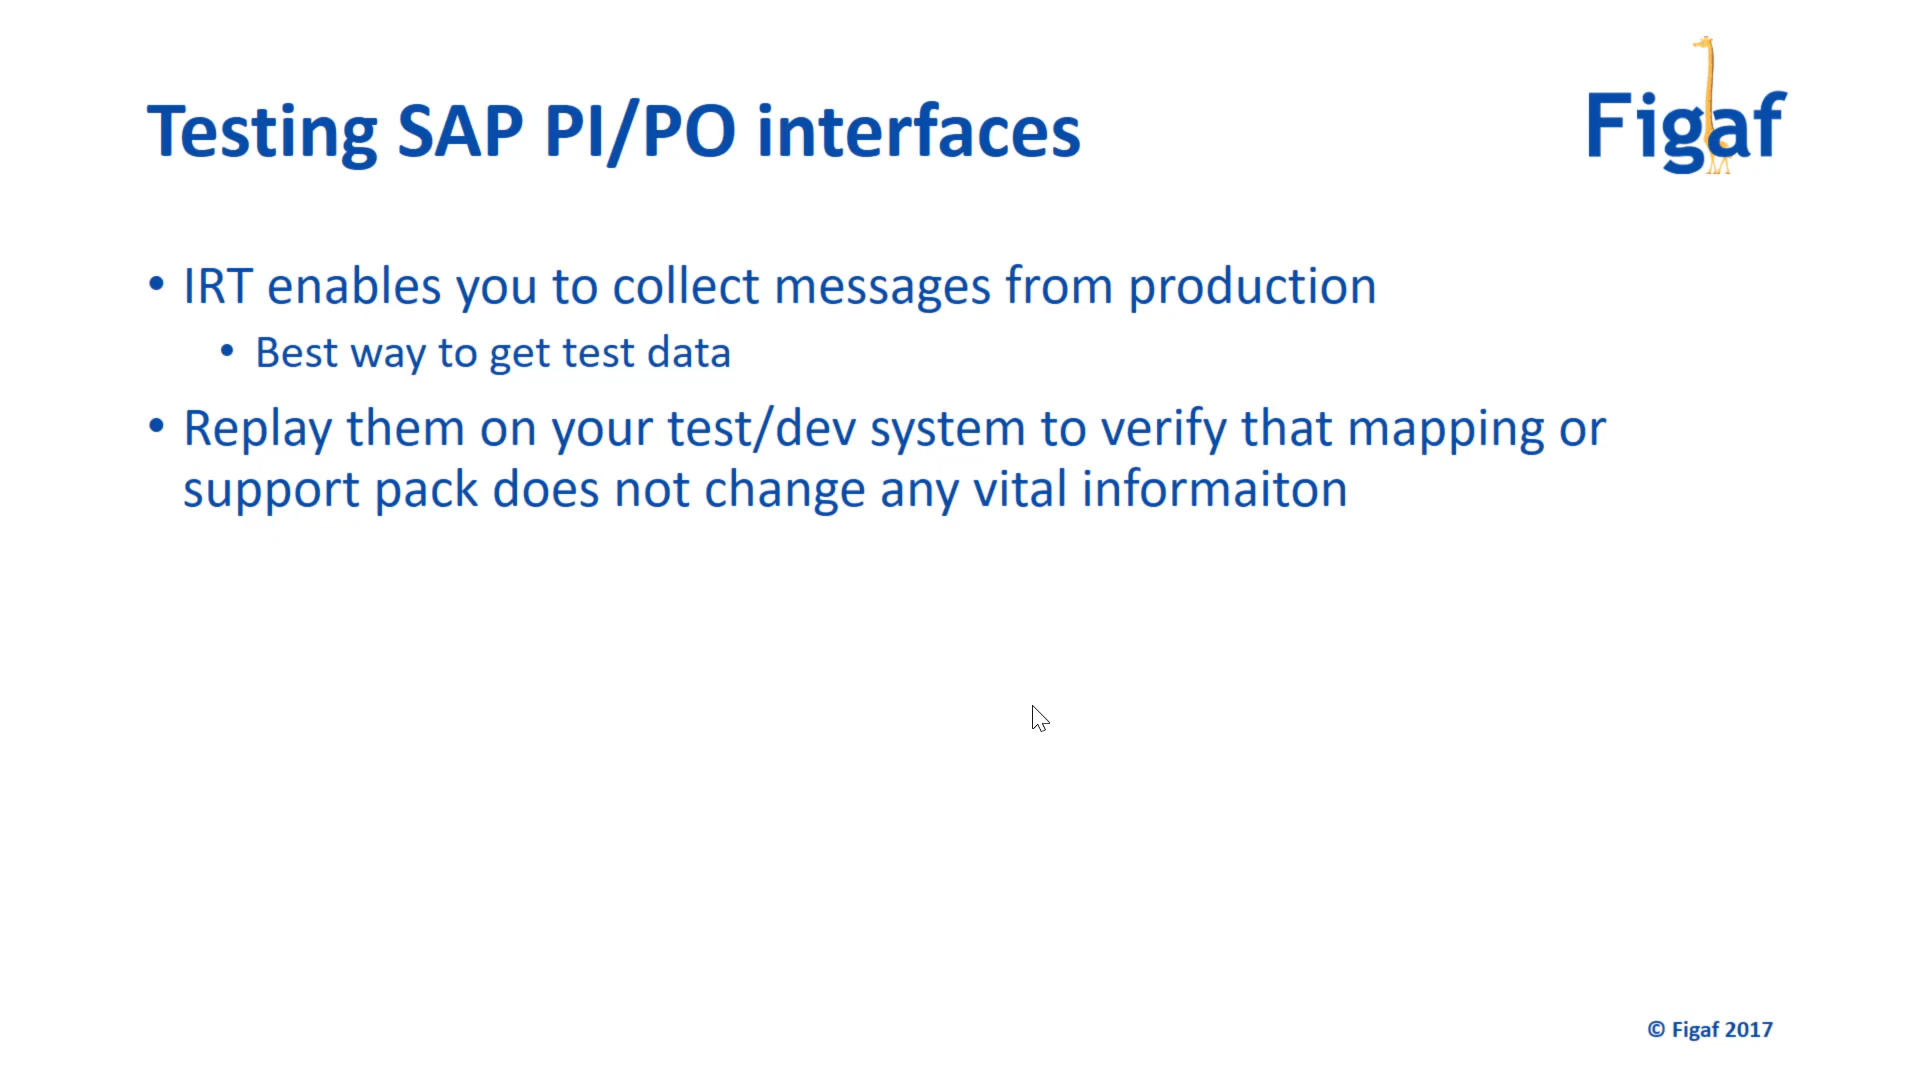 Testing SAP PI/PO interfaces
Figaf
• IRT enables you to collect messages from production
• Best way to get test data
• Replay them on your test/dev system to verify that mapping or
support pack does not change any vital informaiton
© Figaf 2017